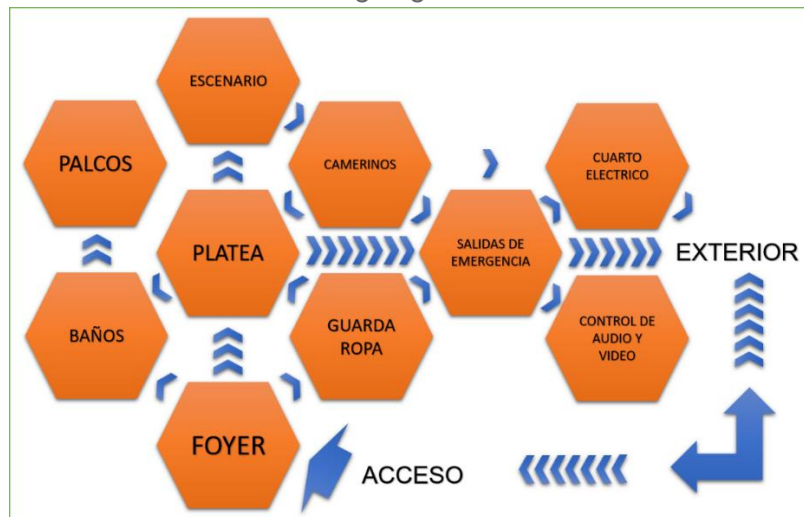 ESCENARIO
PALCOS
CAMERINOS
CUARTO
ELECTRICO
PLATEA
SALIDAS DE
EMERGENCIA
EXTERIOR
BAÑOS
GUARDA
ROPA
CONTROL DE
AUDIO Y
VIDEO
FOYER
ACCESO